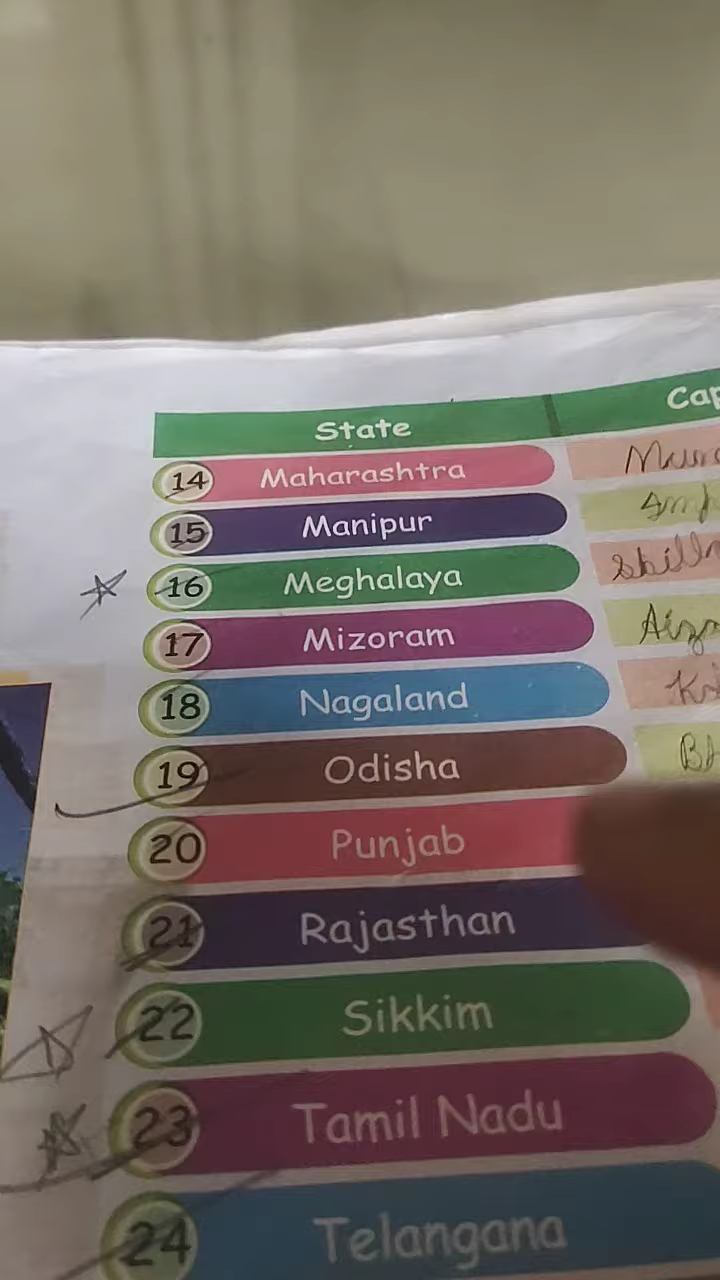 State
14 Maharashtra
15 Manipur
16 Meghalaya
17 Mizoram
18 Nagaland
19 Odisha
20 Punjab
21 Rajasthan
22 Sikkim
23 Tamil Nadu
24 Telangana